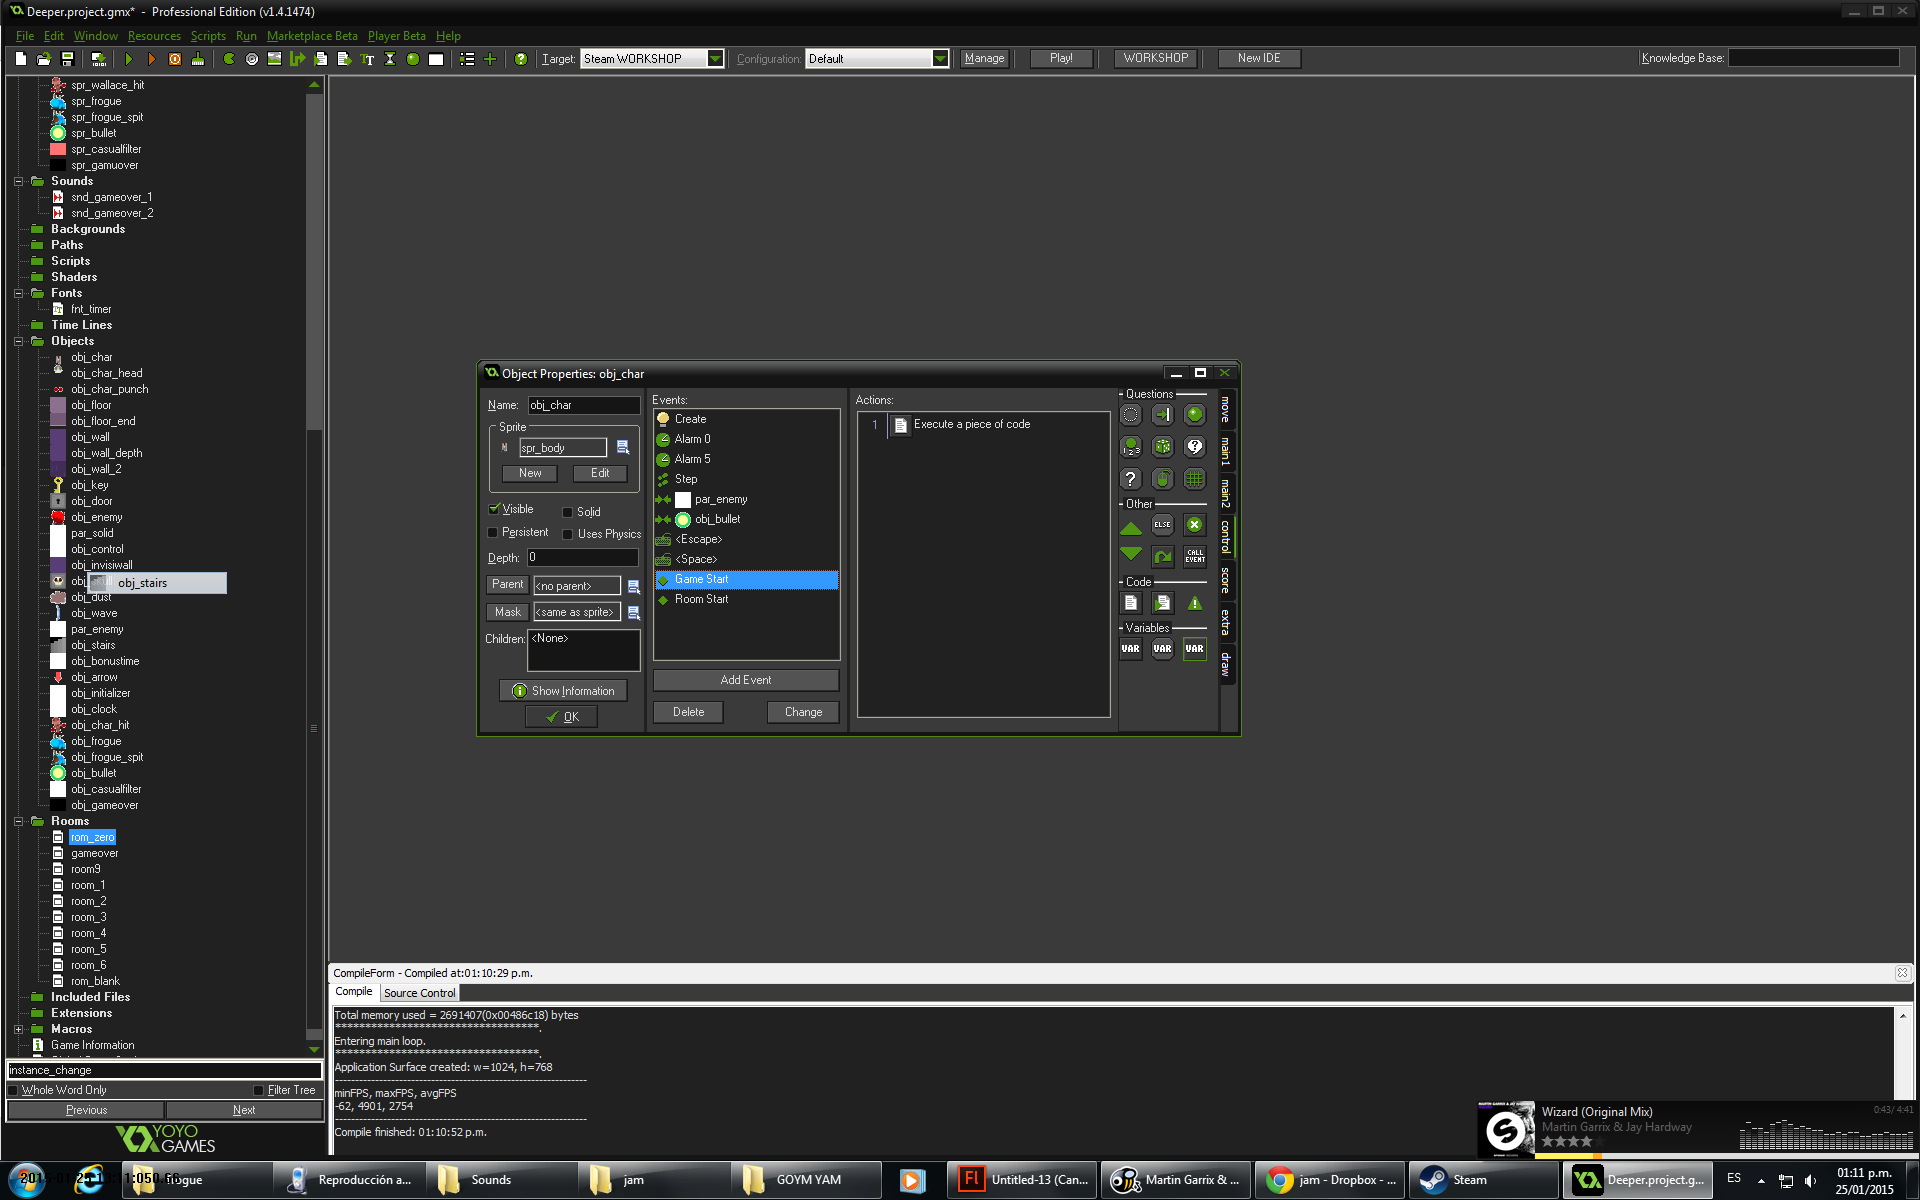 Deeper.project.gmx*  -  Professional Edition (v1.4.1474)
File Edit Window Resources Scripts Run Marketplace Beta Player Beta Help
Target: Steam WORKSHOP Configuration: Default Manage Play! WORKSHOP New IDE Knowledge Base:
spr_wallace_hit
spr_frogue
spr_frogue_spit
spr_bullet
spr_casualfilter
spr_gamuover
Sounds
snd_gameover_1
snd_gameover_2
Backgrounds
Paths
Scripts
Shaders
Fonts
fnt_timer
Time Lines
Objects
obj_char
obj_char_head
obj_char_punch
obj_floor
obj_floor_end
obj_wall
obj_wall_depth
obj_wall_2
obj_key
obj_door
obj_enemy
par_solid
obj_control
obj_invisiwall
obj_stairs
obj_dust
obj_wave
par_enemy
obj_stairs
obj_bonustime
obj_arrow
obj_initializer
obj_clock
obj_char_hit
obj_frogue
obj_frogue_spit
obj_bullet
obj_casualfilter
obj_gameover
Rooms
rom_zero
gameover
room9
room_1
room_2
room_3
room_4
room_5
room_6
rom_blank
Included Files
Extensions
Macros
Game Information
instance_change
Whole Word Only Filter Tree
Previous Next
YOYO
GAMES
Object Properties: obj_char
Name: obj_char
Sprite
spr_body
New Edit
Visible Solid
Persistent Uses Physics
Depth: 0
Parent <no parent>
Mask <same as sprite>
Children: <None>
Show Information
OK
Events:
Create
Alarm 0
Alarm 5
Step
par_enemy
obj_bullet
<Escape>
<Space>
Game Start
Room Start
Add Event
Delete Change
Actions:
1 Execute a piece of code
Questions
1 2 3
?
?
Other
ELSE
CALL EVENT
Code
Variables
VAR VAR VAR
move
main1
main2
control
score
extra
draw
CompileForm - Compiled at:01:10:29 p.m.
Compile Source Control
Total memory used = 2691407(0x00486c18) bytes
***********************************.
Entering main loop.
***********************************.
Application Surface created: w=1024, h=768
--------------------------------------------------------------
minFPS, maxFPS, avgFPS
-62, 4901, 2754
--------------------------------------------------------------
Compile finished: 01:10:52 p.m.
Wizard (Original Mix) 0:43/ 4:41
Martin Garrix & Jay Hardway
Reproducción a...
Sounds
jam
GOYM YAM
Fl Untitled-13 (Can...
Martin Garrix & ...
jam - Dropbox - ...
Steam
Deeper.project.g...
ES
01:11 p.m.
25/01/2015